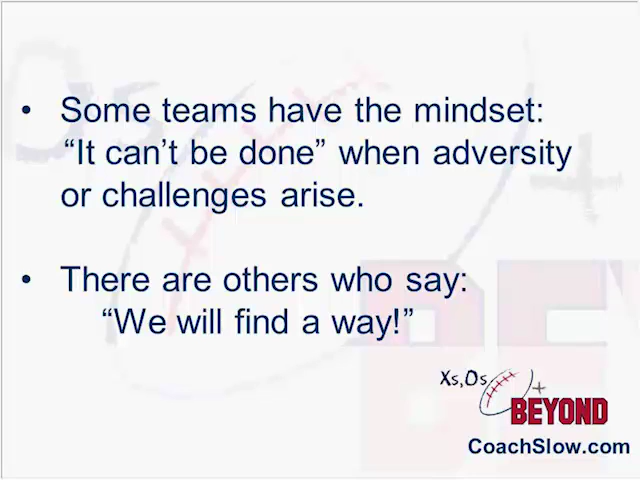 • Some teams have the mindset:
“It can’t be done” when adversity
or challenges arise.
• There are others who say:
“We will find a way!”
Xs,Os
+
BEYOND
CoachSlow.com